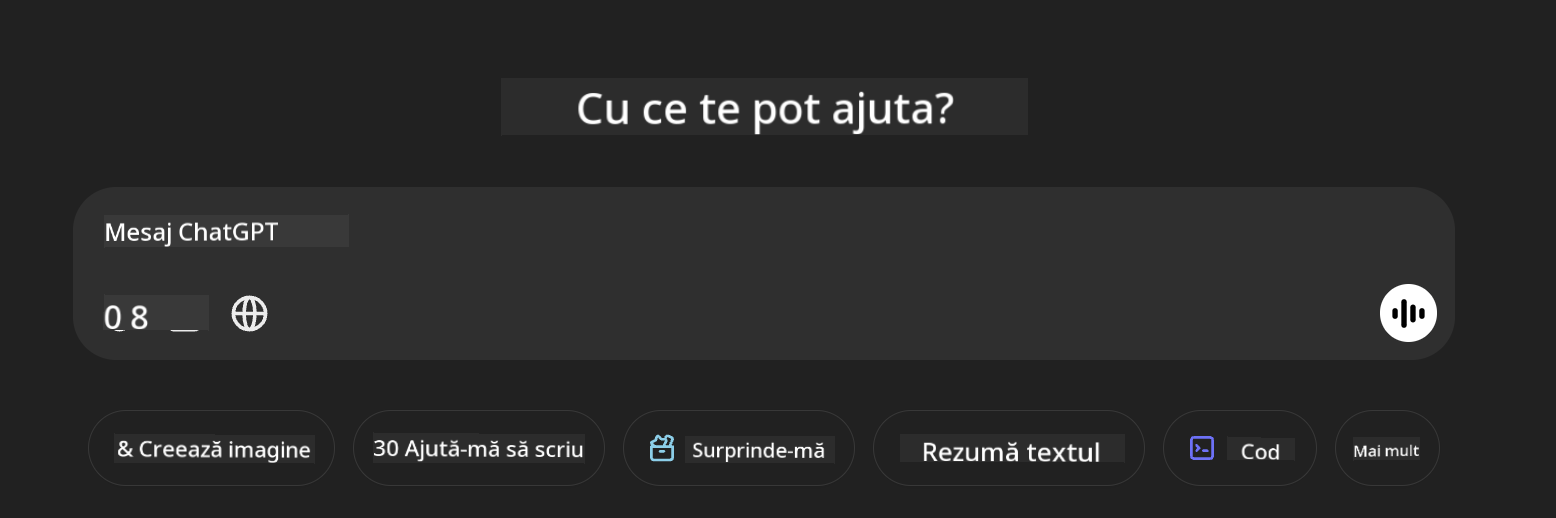 Cu ce te pot ajuta?
Mesaj ChatGPT
0 8
& Creează imagine
30 Ajută-mă să scriu
Surprinde-mă
Rezumă textul
Cod
Mai mult